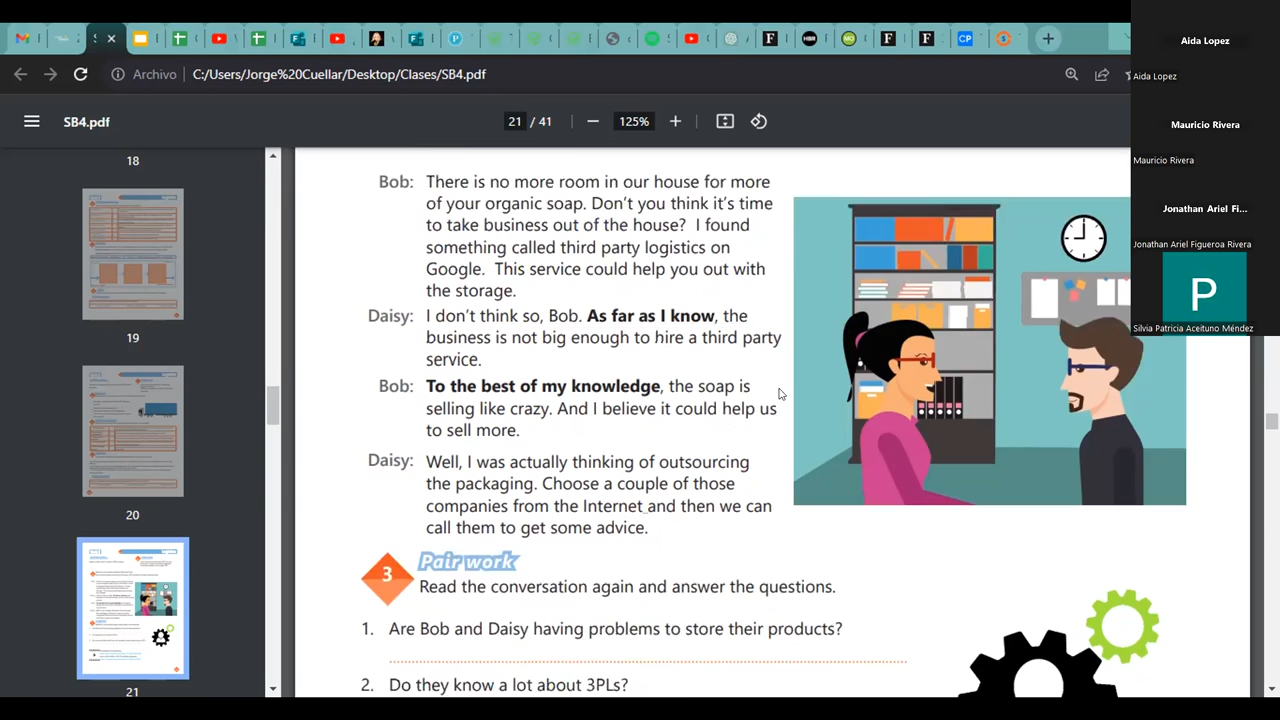 Archivo
C:/Users/Jorge%20Cuellar/Desktop/Clases/SB4.pdf
SB4.pdf
21 / 41
125%
Aida Lopez
Aida Lopez
Mauricio Rivera
Mauricio Rivera
Jonathan Ariel Fi...
Jonathan Ariel Figueroa Rivera
P
Silvia Patricia Aceituno Méndez
18
19
20
21
Bob: There is no more room in our house for more
of your organic soap. Don't you think it's time
to take business out of the house? I found
something called third party logistics on
Google. This service could help you out with
the storage.
Daisy: I don't think so, Bob. As far as I know, the
business is not big enough to hire a third party
service.
Bob: To the best of my knowledge, the soap is
selling like crazy. And I believe it could help us
to sell more.
Daisy: Well, I was actually thinking of outsourcing
the packaging. Choose a couple of those
companies from the Internet and then we can
call them to get some advice.
3 Pair work
Read the conversation again and answer the questions.
1. Are Bob and Daisy having problems to store their products?
2. Do they know a lot about 3PLs?